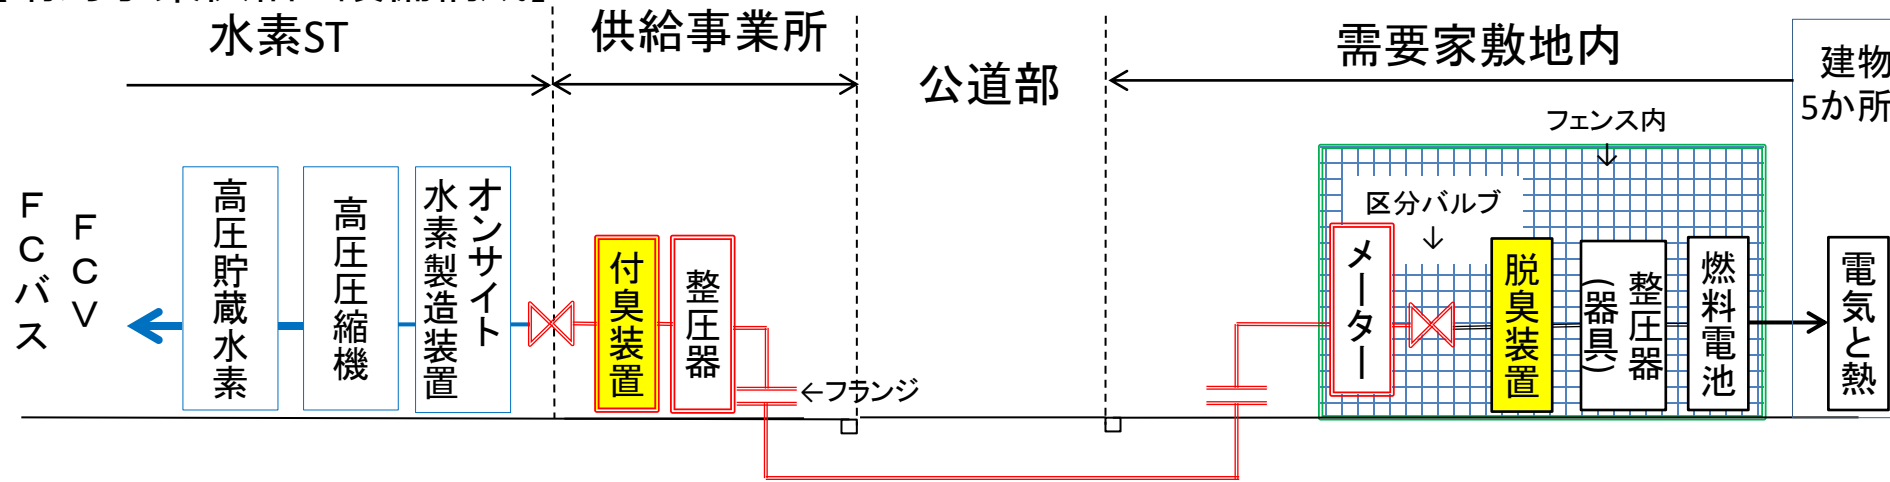 水素ST
供給事業所
公道部
需要家敷地内
建物
5か所
フェンス内
↓
FCバス
FCV
高圧貯蔵水素
高圧圧縮機
オンサイト
水素製造装置
付臭装置
整圧器
←フランジ
メーター
区分バルブ
↓
脱臭装置
整圧器
(器具)
燃料電池
電気と熱